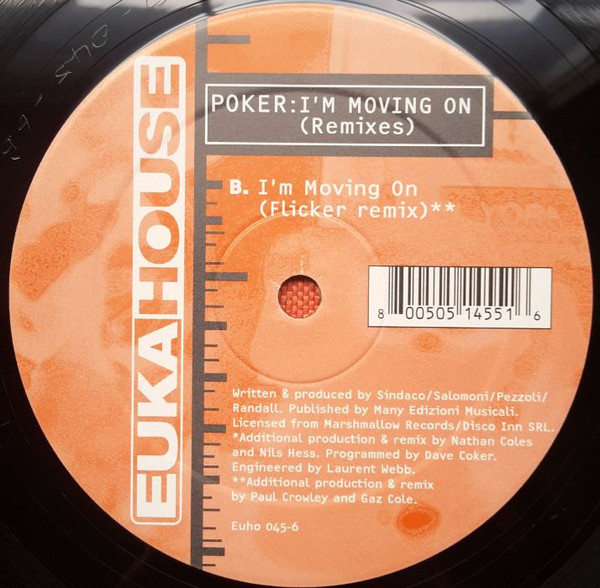 EUKAHOUSE
POKER:I'M MOVING ON
(Remixes)
B. I'm Moving On
(Flicker remix)**
8 00505 14551 6
Written & produced by Sindaco/Salomoni/Pezzoli/
Randall. Published by Many Edizioni Musicali.
Licensed from Marshmallow Records/Disco Inn SRL.
*Additional production & remix by Nathan Coles
and Nils Hess. Programmed by Dave Coker.
Engineered by Laurent Webb.
**Additional production & remix
by Paul Crowley and Gaz Cole.
Euho 045-6